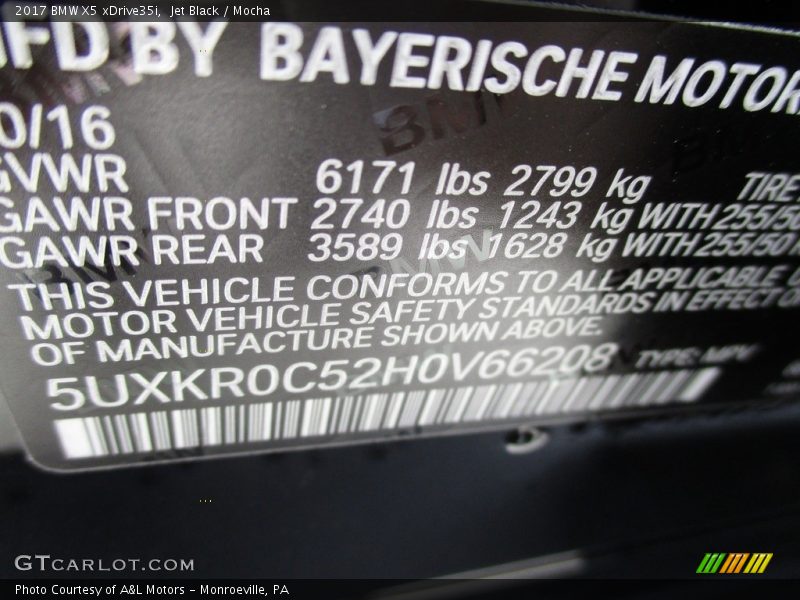 2017 BMW X5 xDrive35i,  Jet Black / Mocha
MFD BY BAYERISCHE MOTOR
0/16
GVWR 6171 lbs 2799 kg TIRE
GAWR FRONT 2740 lbs 1243 kg WITH 255/50
GAWR REAR 3589 lbs 1628 kg WITH 255/50
THIS VEHICLE CONFORMS TO ALL APPLICABLE
MOTOR VEHICLE SAFETY STANDARDS IN EFFECT O
OF MANUFACTURE SHOWN ABOVE.
5UXKR0C52H0V66208 TYPE: MPV
GTCARLOT.COM
Photo Courtesy of A&L Motors – Monroeville, PA